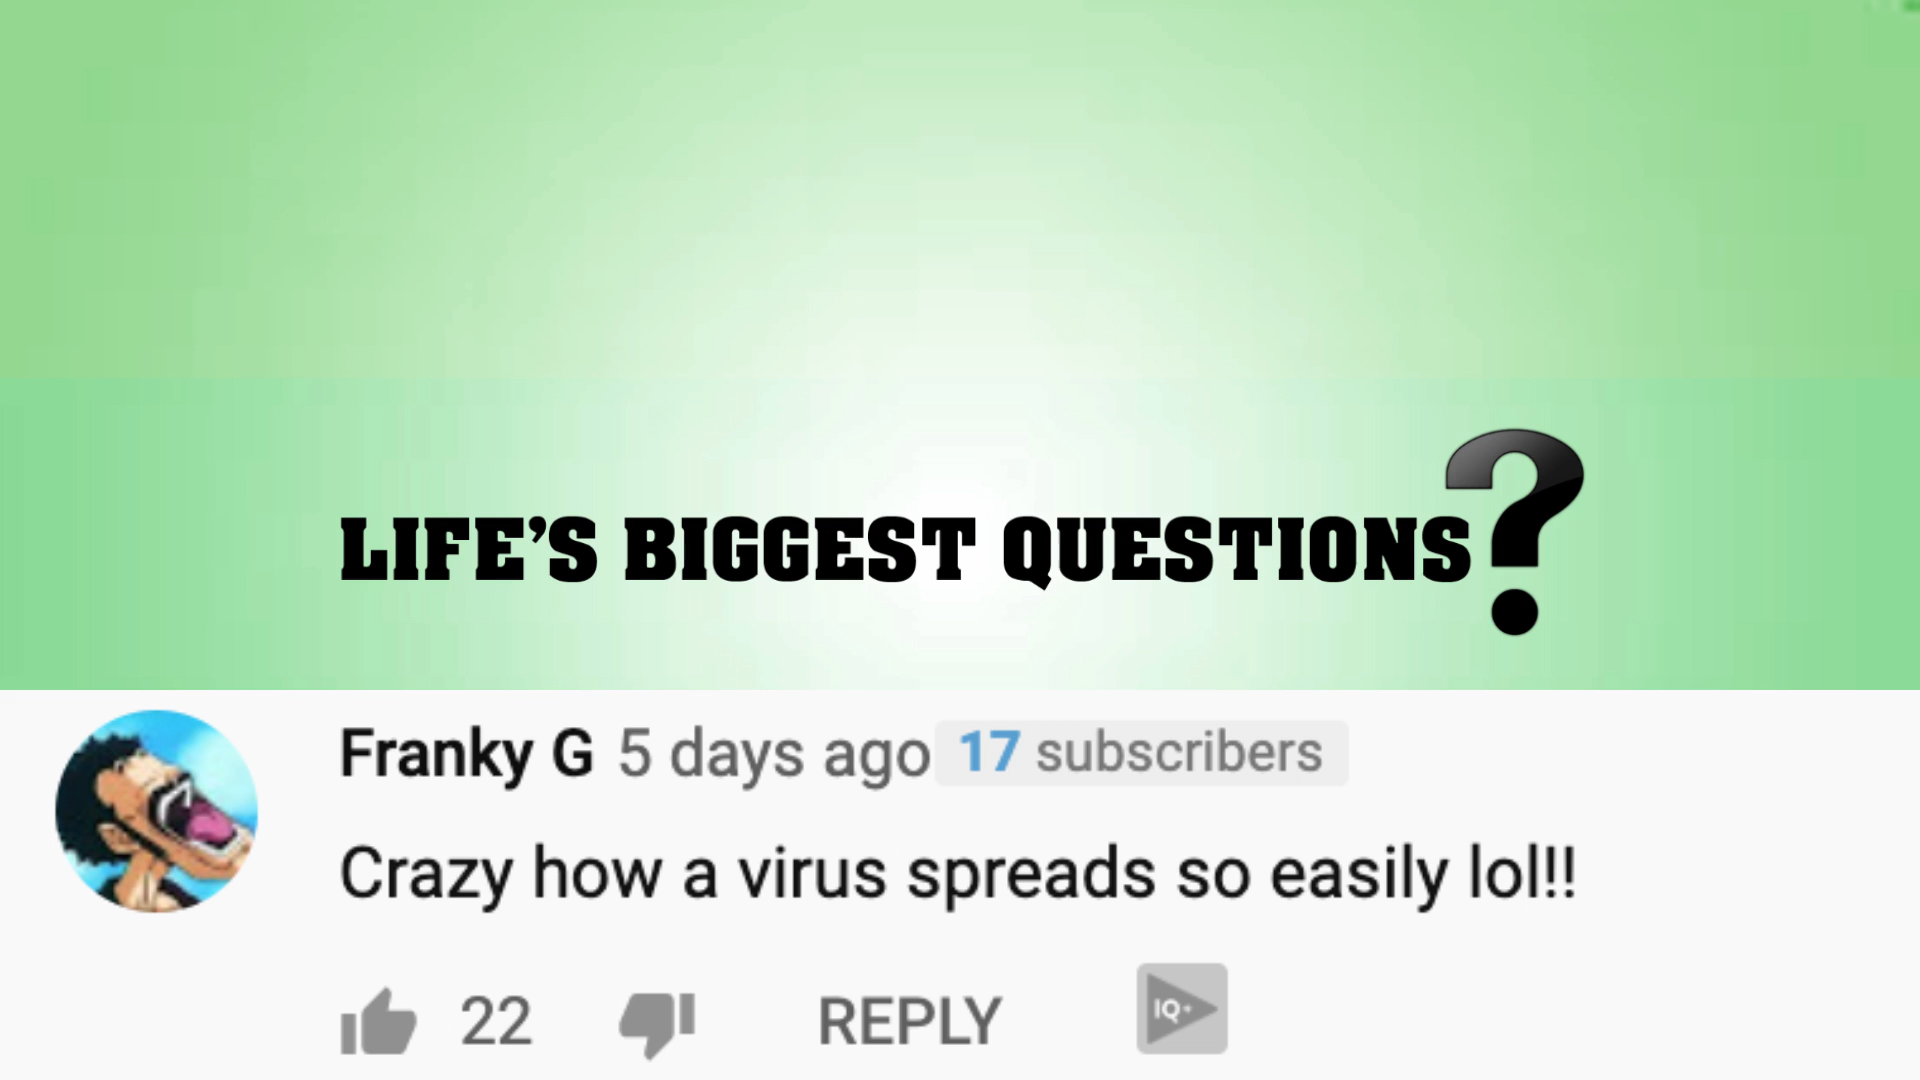 LIFE'S BIGGEST QUESTIONS?
Franky G 5 days ago 17 subscribers
Crazy how a virus spreads so easily lol!!
22 REPLY IQ+